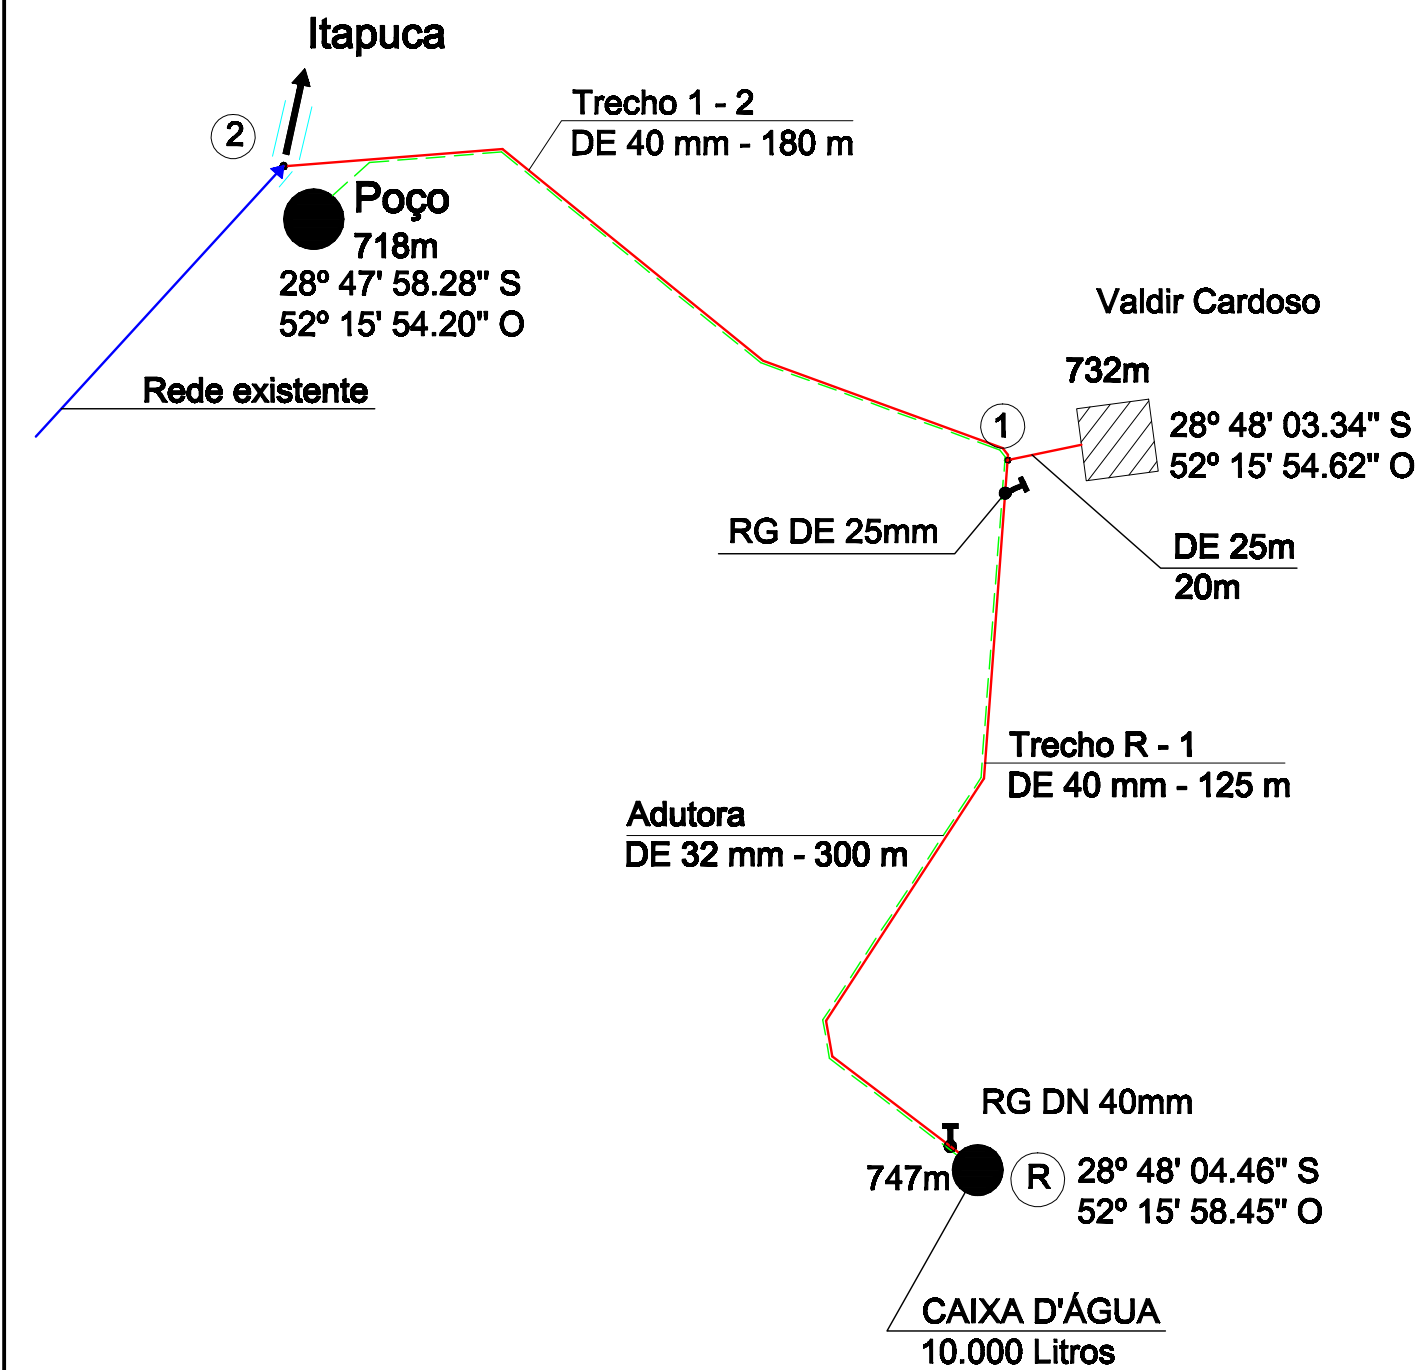 Itapuca
2
Trecho 1 - 2
DE 40 mm - 180 m
Poço
718m
28º 47' 58.28" S
52º 15' 54.20" O
Rede existente
Valdir Cardoso
732m
28º 48' 03.34" S
52º 15' 54.62" O
1
RG DE 25mm
DE 25m
20m
Trecho R - 1
DE 40 mm - 125 m
Adutora
DE 32 mm - 300 m
RG DN 40mm
747m
R
28º 48' 04.46" S
52º 15' 58.45" O
CAIXA D'ÁGUA
10.000 Litros